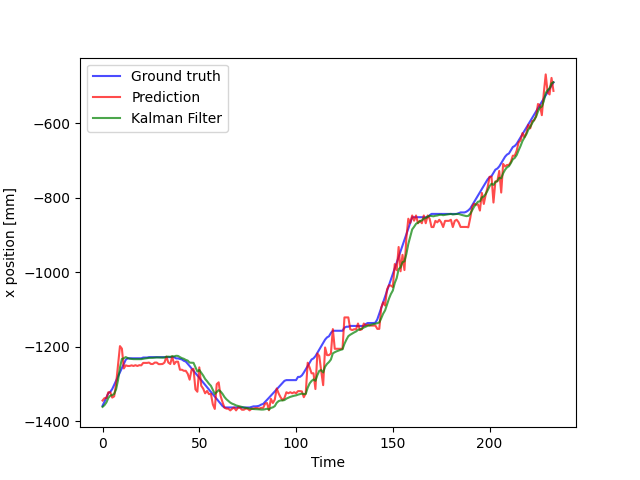 Ground truth
Prediction
Kalman Filter
−600
−800
−1000
−1200
−1400
x position [mm]
0 50 100 150 200
Time